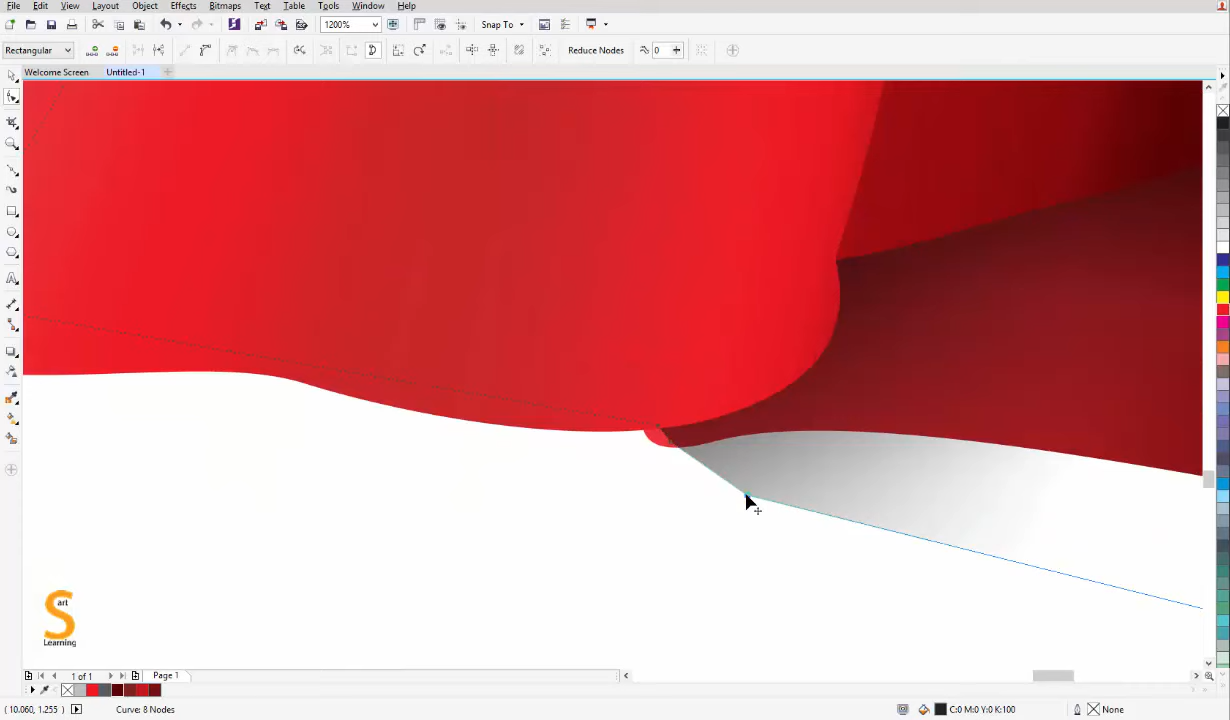 File Edit View Layout Object Effects Bitmaps Text Table Tools Window Help
1200% Snap To
Rectangular Reduce Nodes 0
Welcome Screen Untitled-1
art
S
Learning
1 of 1 Page 1
( 10.060, 1.255 ) Curve: 8 Nodes C:0 M:0 Y:0 K:100 None